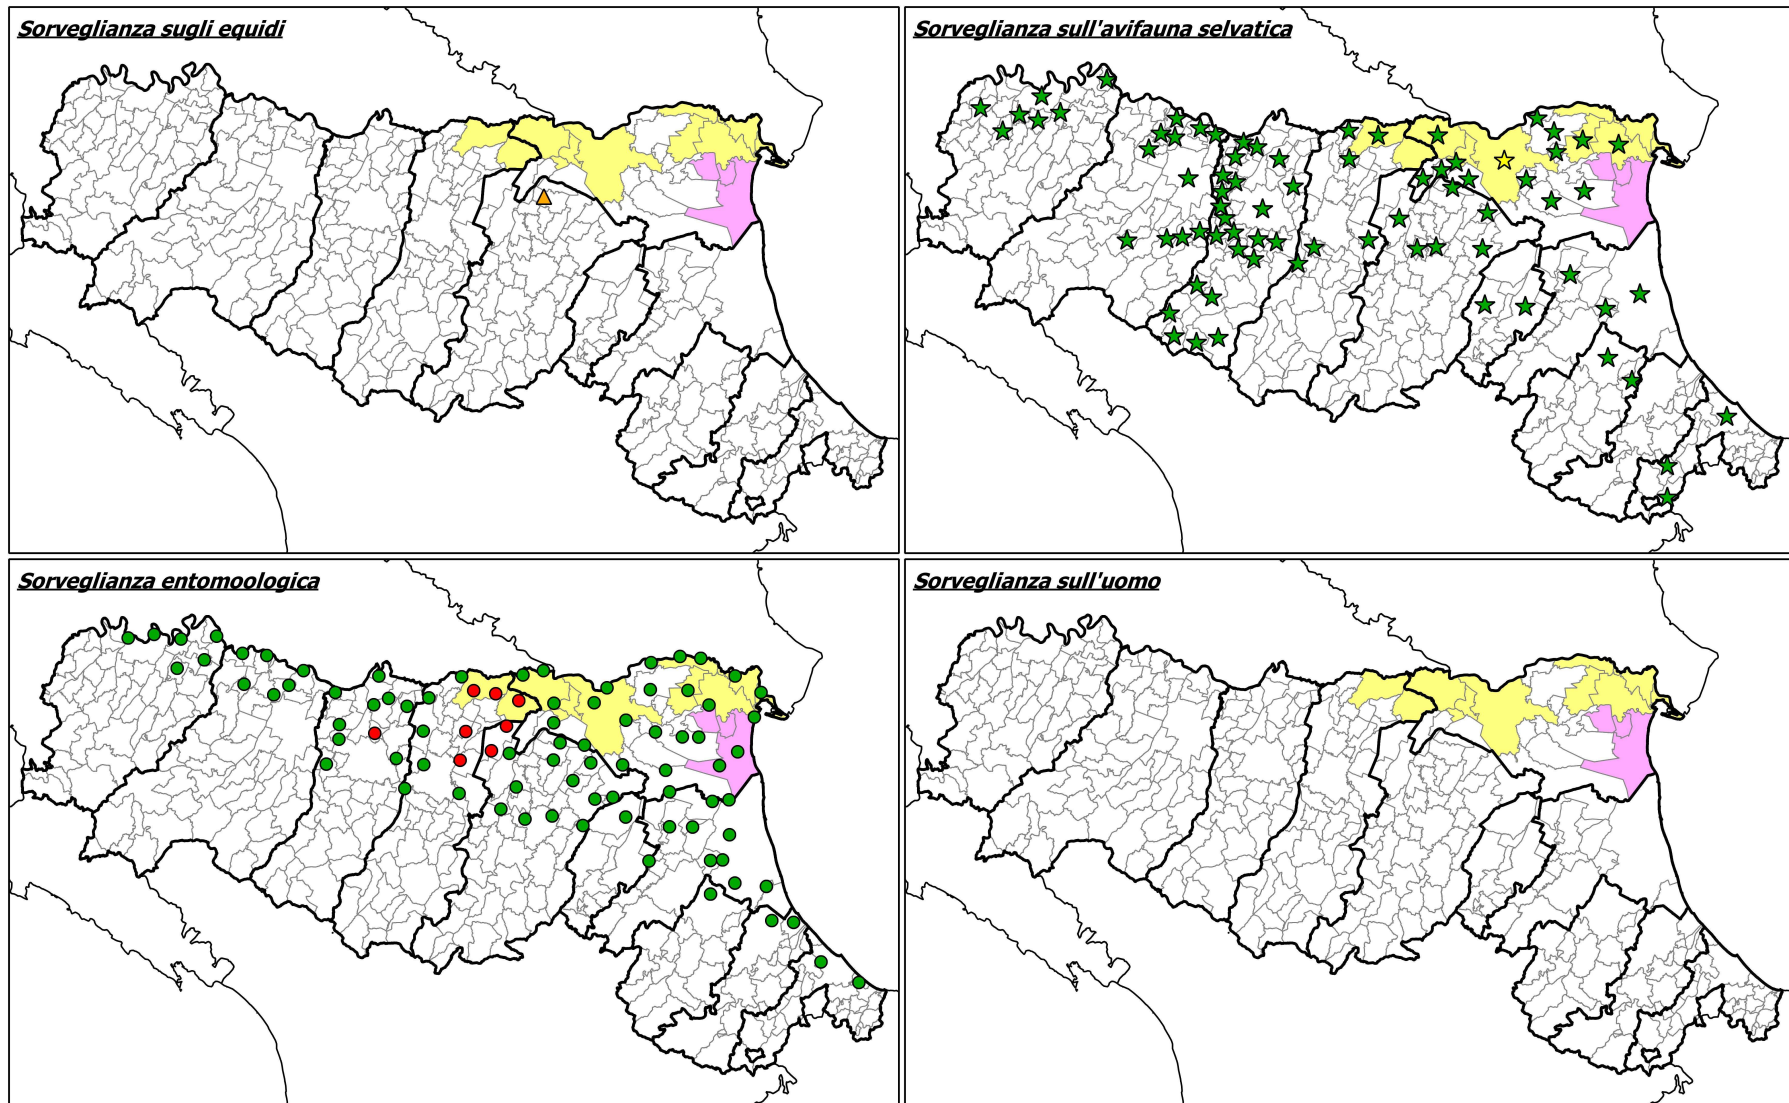 Sorveglianza sugli equidi
Sorveglianza sull'avifauna selvatica
Sorveglianza entomoologica
Sorveglianza sull'uomo